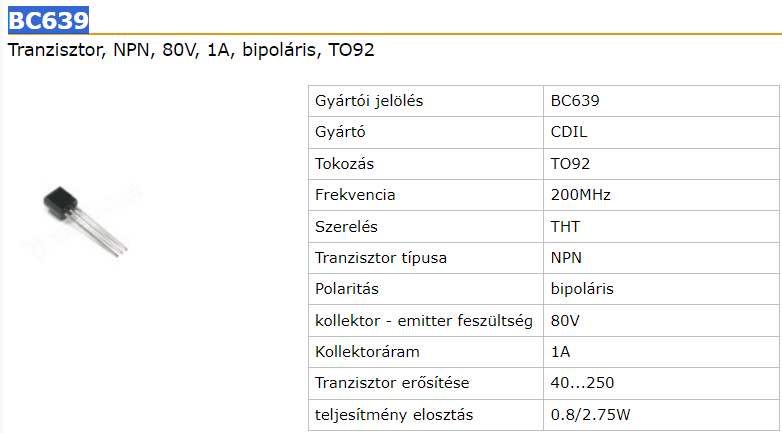 BC639
Tranzisztor, NPN, 80V, 1A, bipoláris, TO92
Gyártói jelölés BC639
Gyártó CDIL
Tokozás TO92
Frekvencia 200MHz
Szerelés THT
Tranzisztor típusa NPN
Polaritás bipoláris
kollektor - emitter feszültség 80V
Kollektoráram 1A
Tranzisztor erősítése 40...250
teljesítmény elosztás 0.8/2.75W